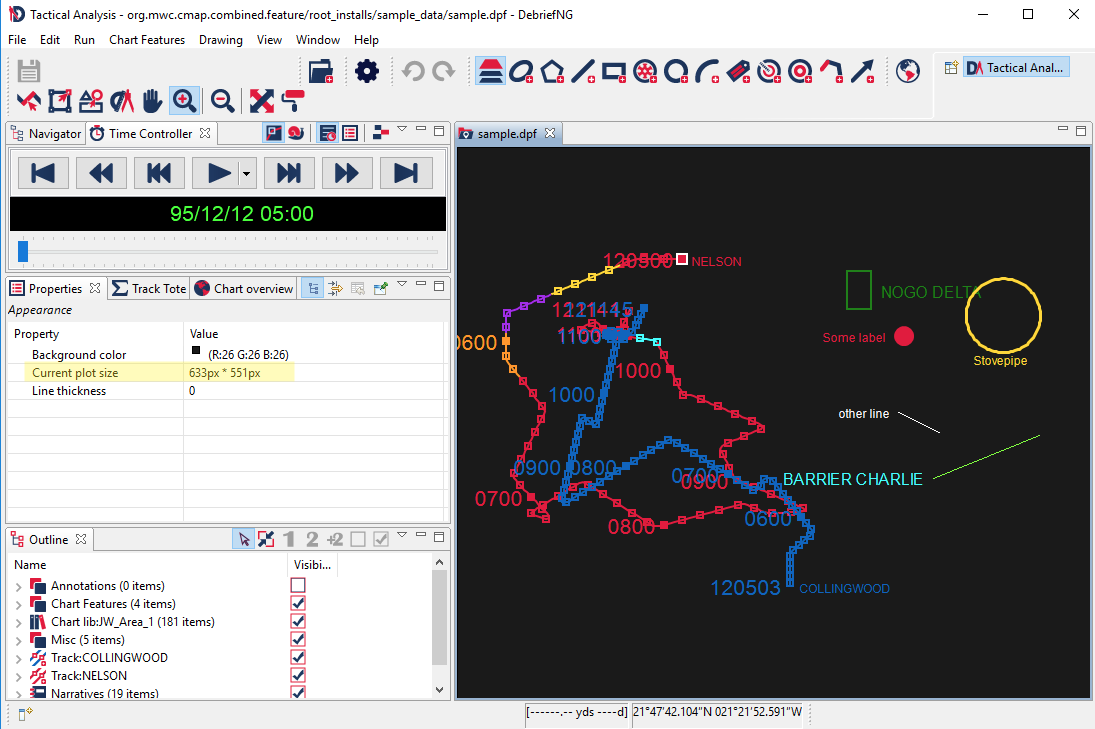 Tactical Analysis - org.mwc.cmap.combined.feature/root_installs/sample_data/sample.dpf - DebriefNG
File Edit Run Chart Features Drawing View Window Help
Tactical Anal...
Navigator Time Controller
95/12/12 05:00
Properties Track Tote Chart overview
Appearance
Property Value
Background color (R:26 G:26 B:26)
Current plot size 633px * 551px
Line thickness 0
Outline
1 2 +2
Name Visibi...
Annotations (0 items)
Chart Features (4 items)
Chart lib:JW_Area_1 (181 items)
Misc (5 items)
Track:COLLINGWOOD
Track:NELSON
Narratives (19 items)
sample.dpf
120500 NELSON
NOGO DELTA
Some label
Stovepipe
0600
1100
1000
1000
other line
0900 0800
0700
0900
BARRIER CHARLIE
0700
0800
0600
120503 COLLINGWOOD
[------.-- yds ----d] 21°47'42.104"N 021°21'52.591"W